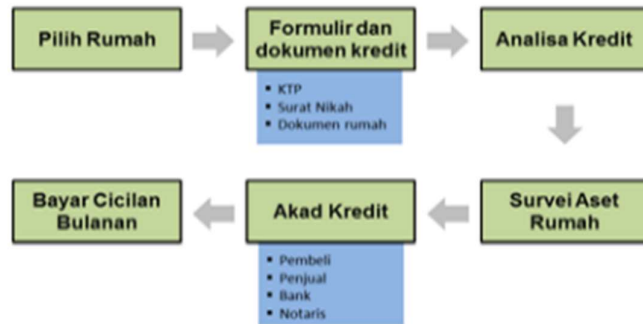 Pilih Rumah
Formulir dan
dokumen kredit
▪ KTP
▪ Surat Nikah
▪ Dokumen rumah
Analisa Kredit
Survei Aset
Rumah
Akad Kredit
▪ Pembeli
▪ Penjual
▪ Bank
▪ Notaris
Bayar Cicilan
Bulanan